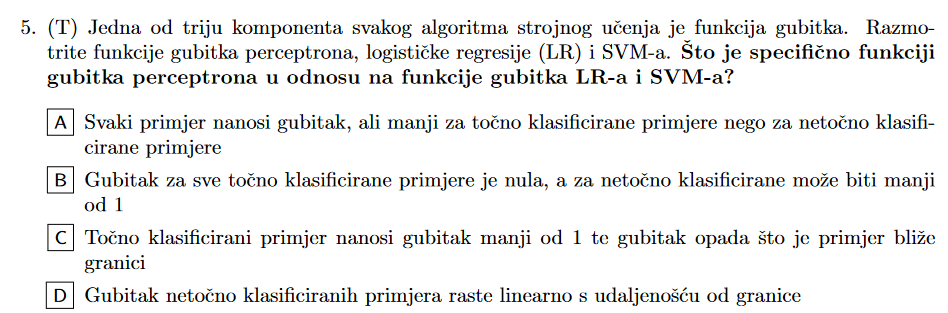 5. (T) Jedna od triju komponenta svakog algoritma strojnog učenja je funkcija gubitka. Razmo-
trite funkcije gubitka perceptrona, logističke regresije (LR) i SVM-a. Što je specifično funkciji
gubitka perceptrona u odnosu na funkcije gubitka LR-a i SVM-a?
A Svaki primjer nanosi gubitak, ali manji za točno klasificirane primjere nego za netočno klasifi-
cirane primjere
B Gubitak za sve točno klasificirane primjere je nula, a za netočno klasificirane može biti manji
od 1
C Točno klasificirani primjer nanosi gubitak manji od 1 te gubitak opada što je primjer bliže
granici
D Gubitak netočno klasificiranih primjera raste linearno s udaljenošću od granice